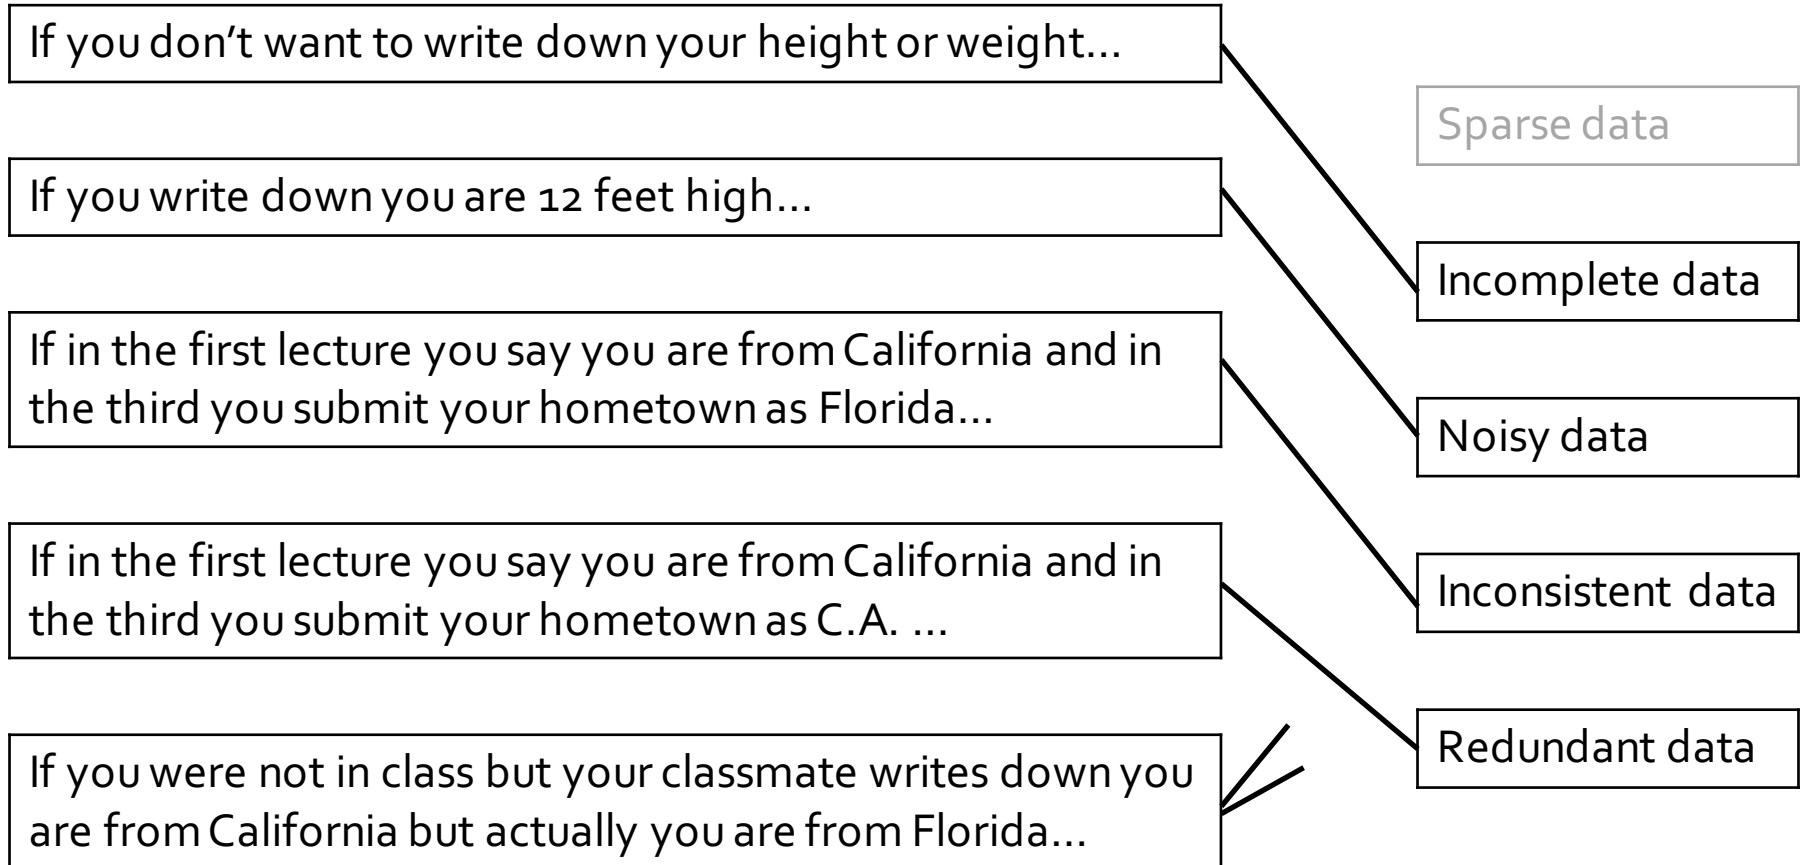 If you don't want to write down your height or weight...
Sparse data
If you write down you are 12 feet high...
Incomplete data
If in the first lecture you say you are from California and in
the third you submit your hometown as Florida...
Noisy data
If in the first lecture you say you are from California and in
the third you submit your hometown as C.A. ...
Inconsistent data
If you were not in class but your classmate writes down you
are from California but actually you are from Florida...
Redundant data